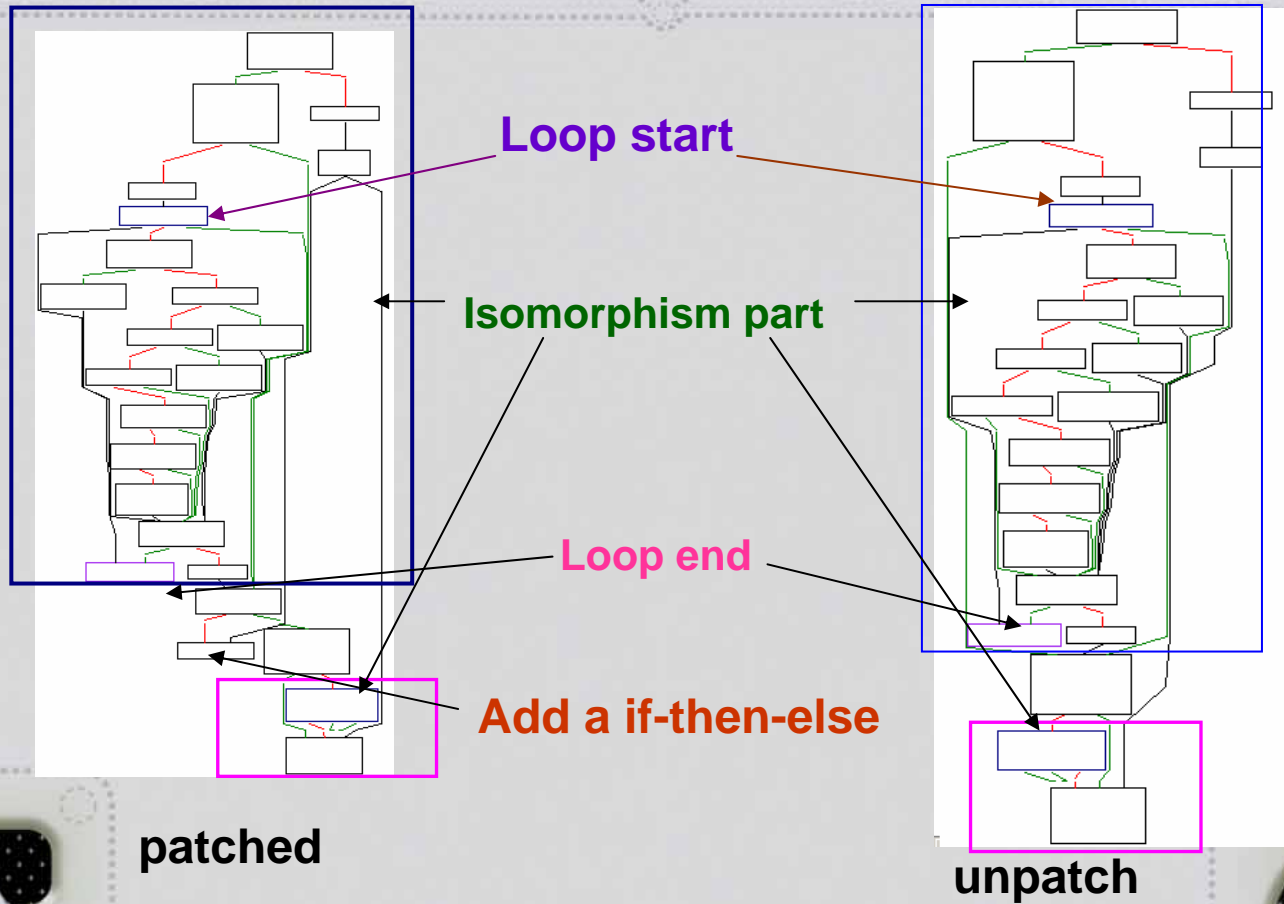 Loop start
Isomorphism part
Loop end
Add a if-then-else
patched
unpatch